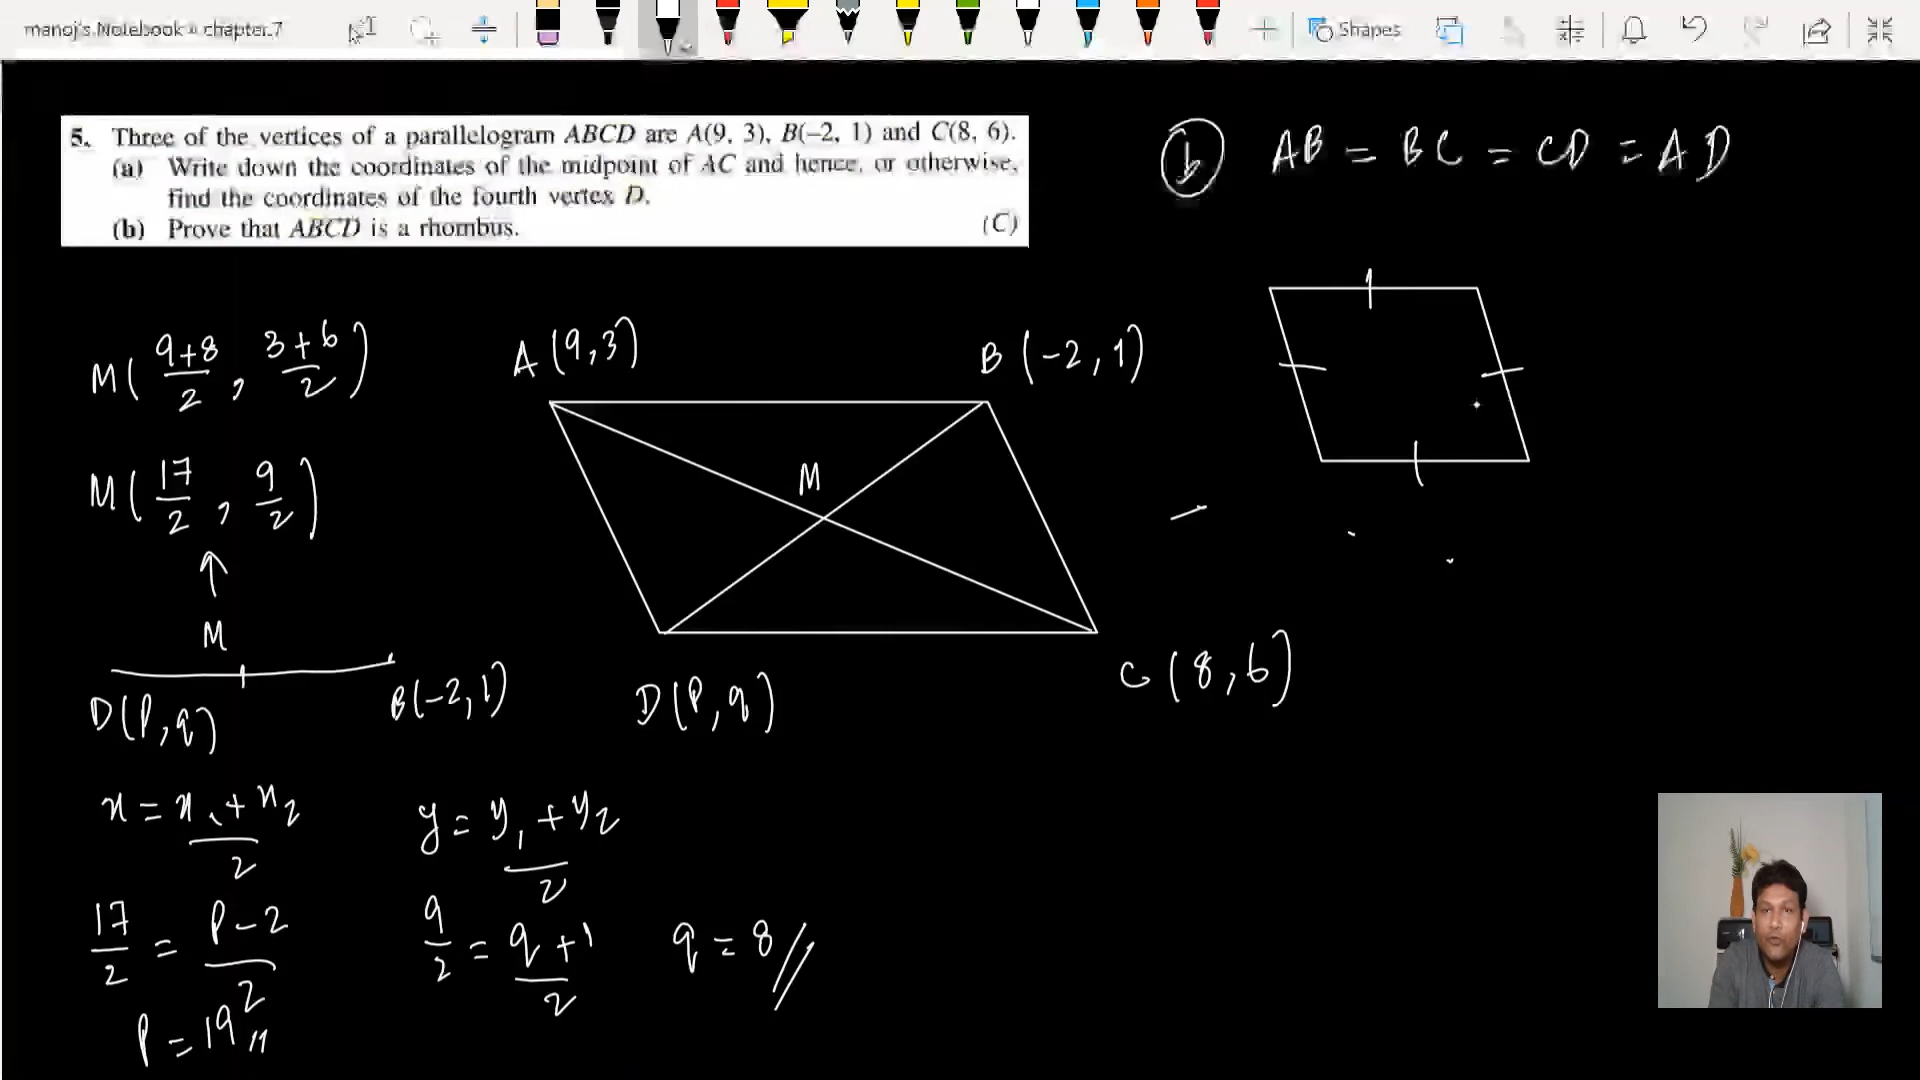 manoj's Notebook » chapter.7
Shapes
5. Three of the vertices of a parallelogram ABCD are A(9, 3), B(–2, 1) and C(8, 6).
(a) Write down the coordinates of the midpoint of AC and hence, or otherwise,
find the coordinates of the fourth vertex D.
(b) Prove that ABCD is a rhombus. (C)
b AB = BC = CD = AD
M( 9+8/2 , 3+6/2 )
A (9,3)
B (-2,1)
M( 17/2 , 9/2 )
M
M
D(P,q)
B(-2,1)
D(P,q)
C (8,6)
x = x1+x2/2
y = y1+y2/2
17/2 = P-2/2
9/2 = q+1/2
q = 8//
P = 19//